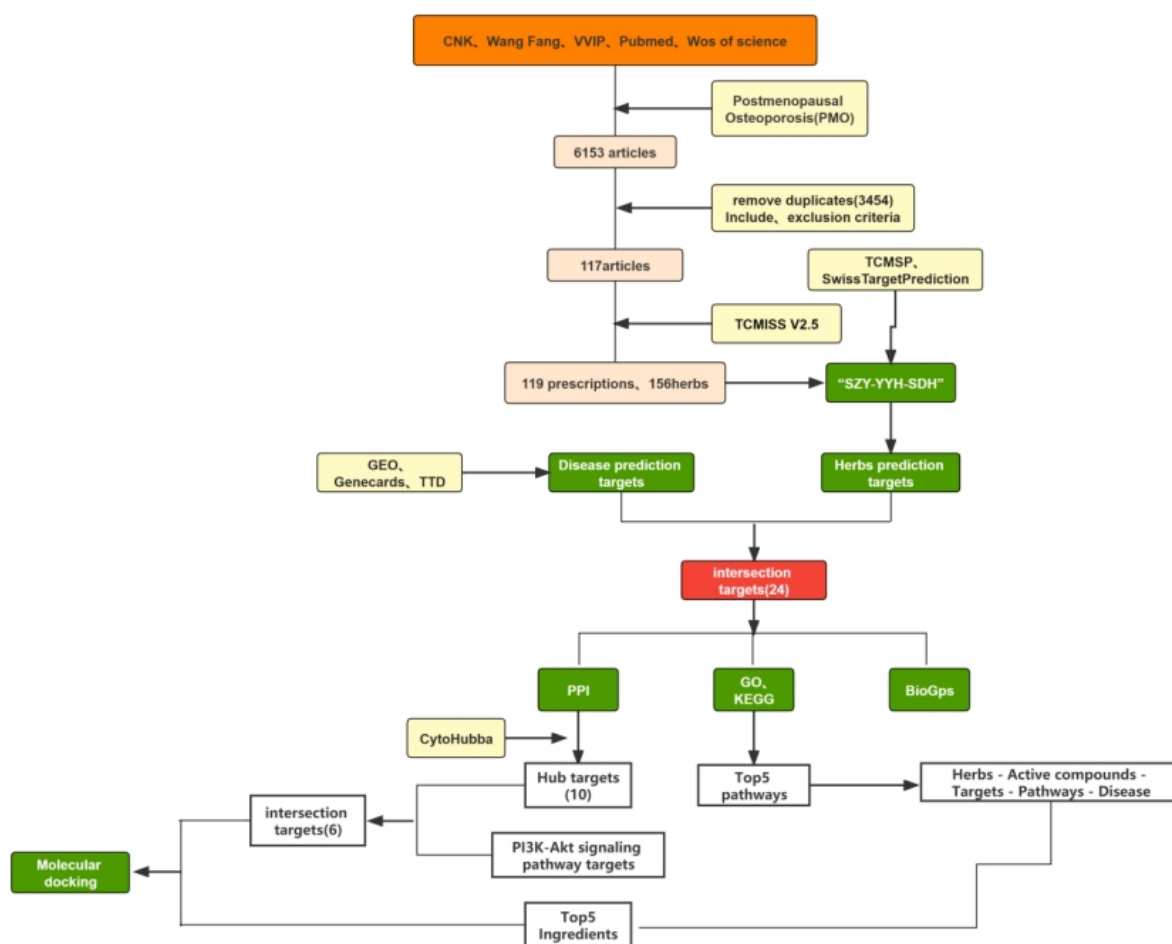 CNK、Wang Fang、VVIP、Pubmed、Wos of science
Postmenopausal
Osteoporosis(PMO)
6153 articles
remove duplicates(3454)
Include、exclusion criteria
117articles
TCMSP、
SwissTargetPrediction
TCMISS V2.5
119 prescriptions、156herbs
“SZY-YYH-SDH”
GEO、
Genecards、TTD
Disease prediction
targets
Herbs prediction
targets
intersection
targets(24)
PPI
GO、
KEGG
BioGps
CytoHubba
Hub targets
(10)
Top5
pathways
Herbs - Active compounds -
Targets - Pathways - Disease
intersection
targets(6)
PI3K-Akt signaling
pathway targets
Molecular
docking
Top5
Ingredients